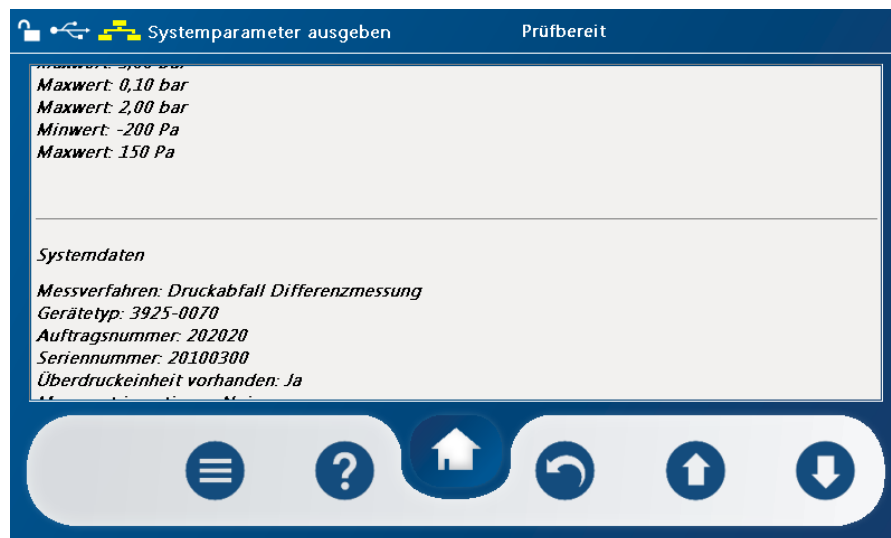 Systemparameter ausgeben
Prüfbereit
Maxwert: 0,10 bar
Maxwert: 2,00 bar
Minwert: -200 Pa
Maxwert: 150 Pa
Systemdaten
Messverfahren: Druckabfall Differenzmessung
Gerätetyp: 3925-0070
Auftragsnummer: 202020
Seriennummer: 20100300
Überdruckeinheit vorhanden: Ja